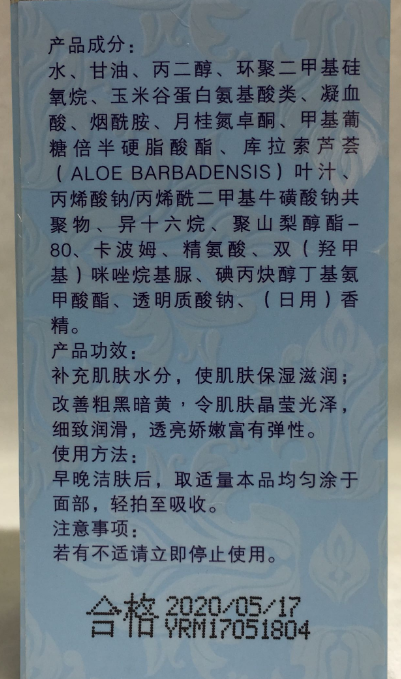 产品成分：
水、甘油、丙二醇、环聚二甲基硅
氧烷、玉米谷蛋白氨基酸类、凝血
酸、烟酰胺、月桂氮卓酮、甲基葡
糖倍半硬脂酸酯、库拉索芦荟
（ALOE BARBADENSIS）叶汁、
丙烯酸钠/丙烯酰二甲基牛磺酸钠共
聚物、异十六烷、聚山梨醇酯-
80、卡波姆、精氨酸、双（羟甲
基）咪唑烷基脲、碘丙炔醇丁基氨
甲酸酯、透明质酸钠、（日用）香
精。
产品功效：
补充肌肤水分，使肌肤保湿滋润；
改善粗黑暗黄，令肌肤晶莹光泽，
细致润滑，透亮娇嫩富有弹性。
使用方法：
早晚洁肤后，取适量本品均匀涂于
面部，轻拍至吸收。
注意事项：
若有不适请立即停止使用。
合格 2020/05/17
YRM17051804